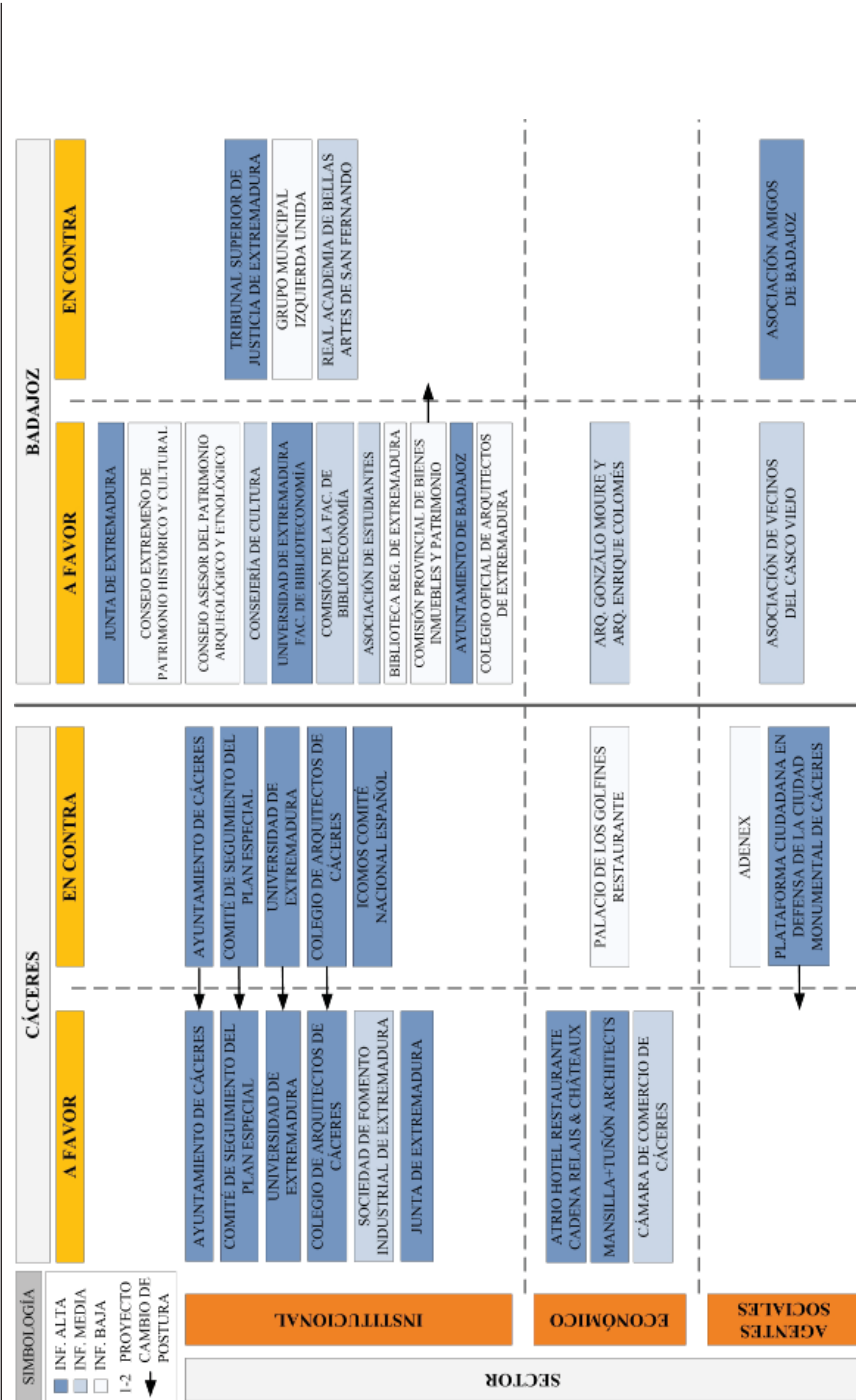 SIMBOLOGÍA
INF. ALTA
INF. MEDIA
INF. BAJA
1-2 PROYECTO
CAMBIO DE
POSTURA
CÁCERES
BADAJOZ
A FAVOR
EN CONTRA
A FAVOR
EN CONTRA
SECTOR
INSTITUCIONAL
AYUNTAMIENTO DE CÁCERES
COMITÉ DE SEGUIMIENTO DEL
PLAN ESPECIAL
UNIVERSIDAD DE
EXTREMADURA
COLEGIO DE ARQUITECTOS DE
CÁCERES
SOCIEDAD DE FOMENTO
INDUSTRIAL DE EXTREMADURA
JUNTA DE EXTREMADURA
AYUNTAMIENTO DE CÁCERES
COMITÉ DE SEGUIMIENTO DEL
PLAN ESPECIAL
UNIVERSIDAD DE
EXTREMADURA
COLEGIO DE ARQUITECTOS DE
CÁCERES
ICOMOS COMITÉ
NACIONAL ESPAÑOL
JUNTA DE EXTREMADURA
CONSEJO EXTREMEÑO DE
PATRIMONIO HISTÓRICO Y CULTURAL
CONSEJO ASESOR DEL PATRIMONIO
ARQUEOLÓGICO Y ETNOLÓGICO
CONSEJERÍA DE CULTURA
UNIVERSIDAD DE EXTREMADURA
FAC. DE BIBLIOTECONOMÍA
COMISIÓN DE LA FAC. DE
BIBLIOTECONOMÍA
ASOCIACIÓN DE ESTUDIANTES
BIBLIOTECA REG. DE EXTREMADURA
COMISIÓN PROVINCIAL DE BIENES
INMUEBLES Y PATRIMONIO
AYUNTAMIENTO DE BADAJOZ
COLEGIO OFICIAL DE ARQUITECTOS
DE EXTREMADURA
TRIBUNAL SUPERIOR DE
JUSTICIA DE EXTREMADURA
GRUPO MUNICIPAL
IZQUIERDA UNIDA
REAL ACADEMIA DE BELLAS
ARTES DE SAN FERNANDO
ECONÓMICO
ATRIO HOTEL RESTAURANTE
CADENA RELAIS & CHÂTEAUX
MANSILLA+TUÑÓN ARCHITECTS
CÁMARA DE COMERCIO DE
CÁCERES
PALACIO DE LOS GOLFINES
RESTAURANTE
ARQ. GONZÁLO MOURE Y
ARQ. ENRIQUE COLOMÉS
AGENTES
SOCIALES
ADENEX
PLATAFORMA CIUDADANA EN
DEFENSA DE LA CIUDAD
MONUMENTAL DE CÁCERES
ASOCIACIÓN DE VECINOS
DEL CASCO VIEJO
ASOCIACIÓN AMIGOS
DE BADAJOZ